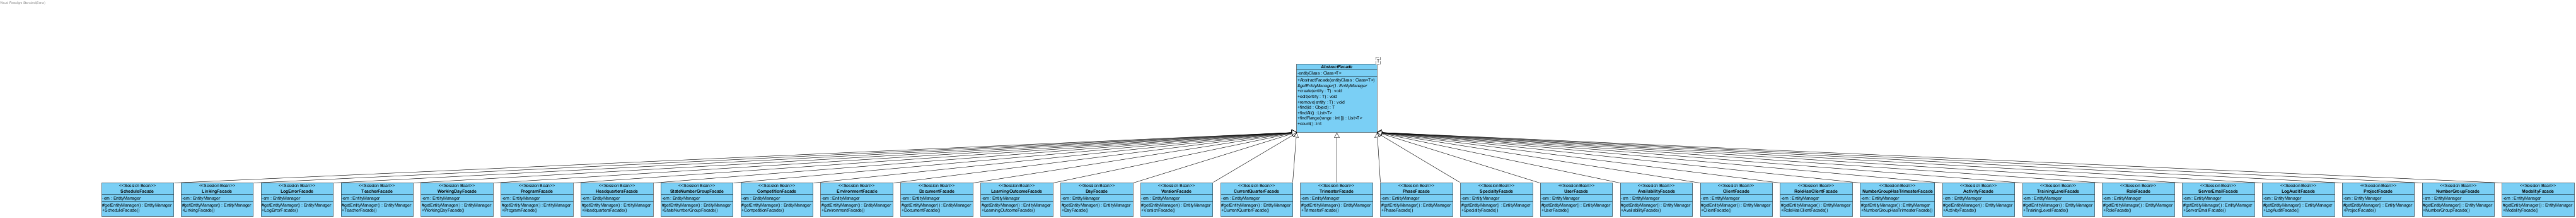 AbstractFacade
-entityClass : Class<T>
+AbstractFacade(entityClass : Class<T>)
#getEntityManager() : EntityManager
+create(entity : T) : void
+edit(entity : T) : void
+remove(entity : T) : void
+find(id : Object) : T
+findAll() : List<T>
+findRange(range : int[]) : List<T>
+count() : int
<<Session Bean>>
ScheduleFacade
-em : EntityManager
#getEntityManager() : EntityManager
+ScheduleFacade()
<<Session Bean>>
LinkingFacade
-em : EntityManager
#getEntityManager() : EntityManager
+LinkingFacade()
<<Session Bean>>
LogErrorFacade
-em : EntityManager
#getEntityManager() : EntityManager
+LogErrorFacade()
<<Session Bean>>
TeacherFacade
-em : EntityManager
#getEntityManager() : EntityManager
+TeacherFacade()
<<Session Bean>>
WorkingDayFacade
-em : EntityManager
#getEntityManager() : EntityManager
+WorkingDayFacade()
<<Session Bean>>
ProgramFacade
-em : EntityManager
#getEntityManager() : EntityManager
+ProgramFacade()
<<Session Bean>>
HeadquartersFacade
-em : EntityManager
#getEntityManager() : EntityManager
+HeadquartersFacade()
<<Session Bean>>
StateNumberGroupFacade
-em : EntityManager
#getEntityManager() : EntityManager
+StateNumberGroupFacade()
<<Session Bean>>
CompetitionFacade
-em : EntityManager
#getEntityManager() : EntityManager
+CompetitionFacade()
<<Session Bean>>
EnvironmentFacade
-em : EntityManager
#getEntityManager() : EntityManager
+EnvironmentFacade()
<<Session Bean>>
DocumentFacade
-em : EntityManager
#getEntityManager() : EntityManager
+DocumentFacade()
<<Session Bean>>
LearningOutcomeFacade
-em : EntityManager
#getEntityManager() : EntityManager
+LearningOutcomeFacade()
<<Session Bean>>
DayFacade
-em : EntityManager
#getEntityManager() : EntityManager
+DayFacade()
<<Session Bean>>
VersionFacade
-em : EntityManager
#getEntityManager() : EntityManager
+VersionFacade()
<<Session Bean>>
CurrentQuarterFacade
-em : EntityManager
#getEntityManager() : EntityManager
+CurrentQuarterFacade()
<<Session Bean>>
TrimesterFacade
-em : EntityManager
#getEntityManager() : EntityManager
+TrimesterFacade()
<<Session Bean>>
PhaseFacade
-em : EntityManager
#getEntityManager() : EntityManager
+PhaseFacade()
<<Session Bean>>
SpecialtyFacade
-em : EntityManager
#getEntityManager() : EntityManager
+SpecialtyFacade()
<<Session Bean>>
UserFacade
-em : EntityManager
#getEntityManager() : EntityManager
+UserFacade()
<<Session Bean>>
AvailabilityFacade
-em : EntityManager
#getEntityManager() : EntityManager
+AvailabilityFacade()
<<Session Bean>>
ClientFacade
-em : EntityManager
#getEntityManager() : EntityManager
+ClientFacade()
<<Session Bean>>
RoleHasClientFacade
-em : EntityManager
#getEntityManager() : EntityManager
+RoleHasClientFacade()
<<Session Bean>>
NumberGroupHasTrimesterFacade
-em : EntityManager
#getEntityManager() : EntityManager
+NumberGroupHasTrimesterFacade()
<<Session Bean>>
ActivityFacade
-em : EntityManager
#getEntityManager() : EntityManager
+ActivityFacade()
<<Session Bean>>
TrainingLevelFacade
-em : EntityManager
#getEntityManager() : EntityManager
+TrainingLevelFacade()
<<Session Bean>>
RoleFacade
-em : EntityManager
#getEntityManager() : EntityManager
+RoleFacade()
<<Session Bean>>
ServerEmailFacade
-em : EntityManager
#getEntityManager() : EntityManager
+ServerEmailFacade()
<<Session Bean>>
LogAuditFacade
-em : EntityManager
#getEntityManager() : EntityManager
+LogAuditFacade()
<<Session Bean>>
ProjectFacade
-em : EntityManager
#getEntityManager() : EntityManager
+ProjectFacade()
<<Session Bean>>
NumberGroupFacade
-em : EntityManager
#getEntityManager() : EntityManager
+NumberGroupFacade()
<<Session Bean>>
ModalityFacade
-em : EntityManager
#getEntityManager() : EntityManager
+ModalityFacade()